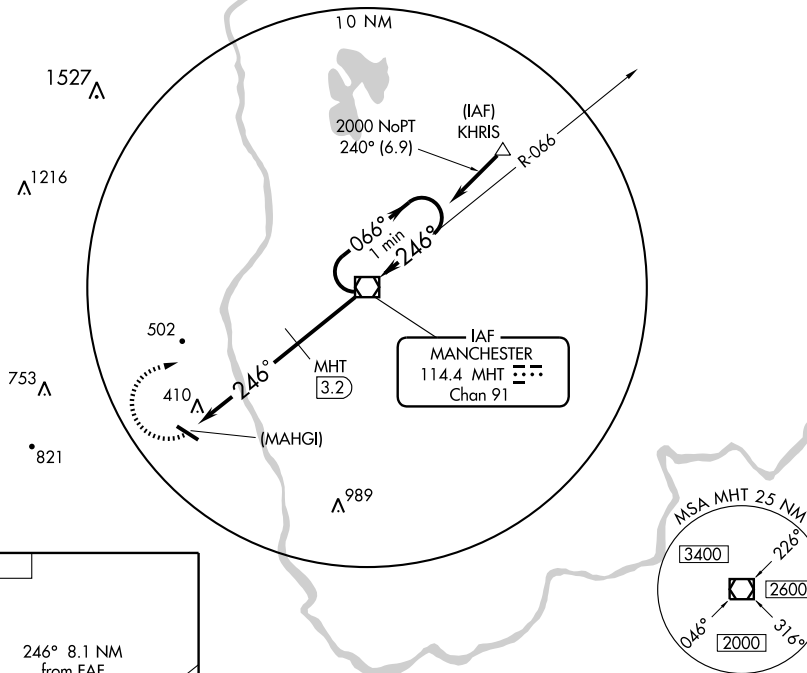 10 NM
1527
(IAF)
KHRIS
2000 NoPT
240° (6.9)
R-066
1216
066°
1 min
246°
502
IAF
MANCHESTER
114.4 MHT
Chan 91
MHT
3.2
246°
753
410
(MAHGI)
821
989
MSA MHT 25 NM
3400
226°
2600
046°
316°
2000
246° 8.1 NM
from FAF